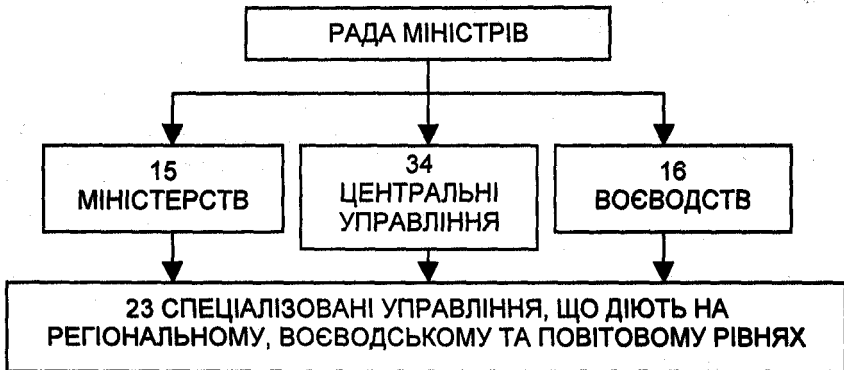 РАДА МІНІСТРІВ
15
МІНІСТЕРСТВ
34
ЦЕНТРАЛЬНІ
УПРАВЛІННЯ
16
ВОЄВОДСТВ
23 СПЕЦІАЛІЗОВАНІ УПРАВЛІННЯ, ЩО ДІЮТЬ НА
РЕГІОНАЛЬНОМУ, ВОЄВОДСЬКОМУ ТА ПОВІТОВОМУ РІВНЯХ